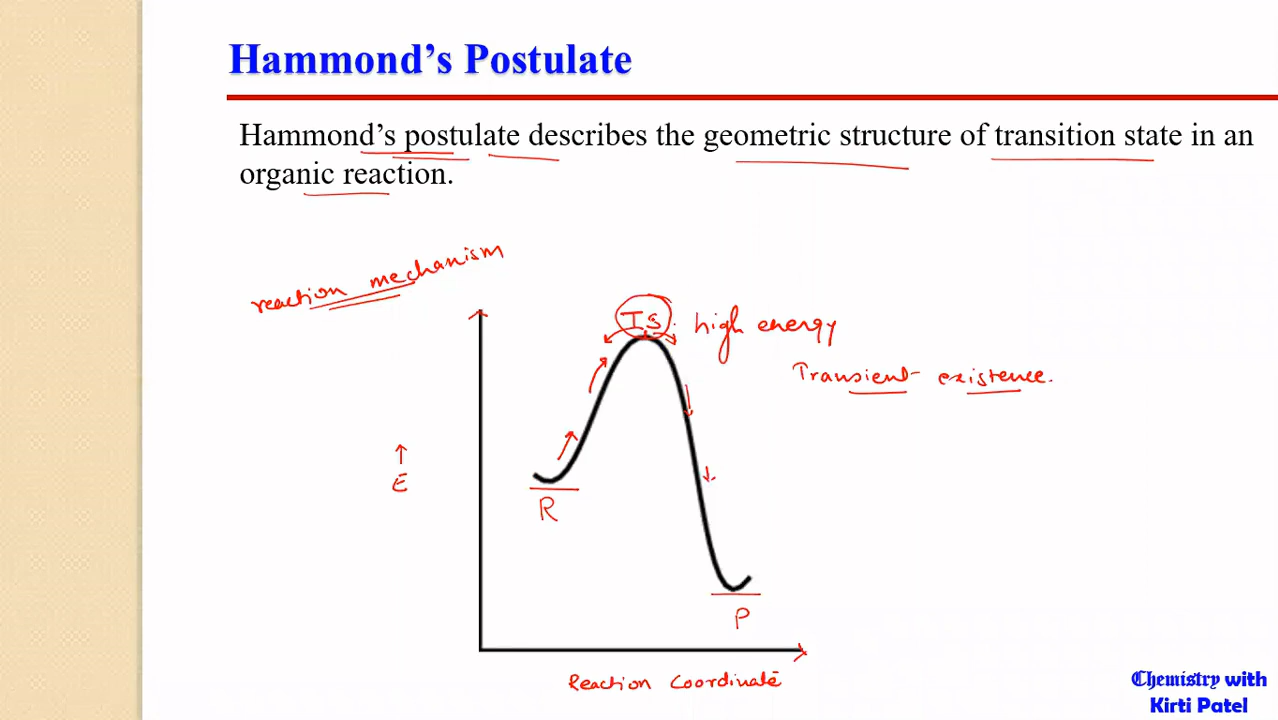 Hammond's Postulate
Hammond's postulate describes the geometric structure of transition state in an
organic reaction.
reaction mechanism
TS. high energy
Transient existence.
↑
E
R
P
Reaction Coordinate
Chemistry with
Kirti Patel